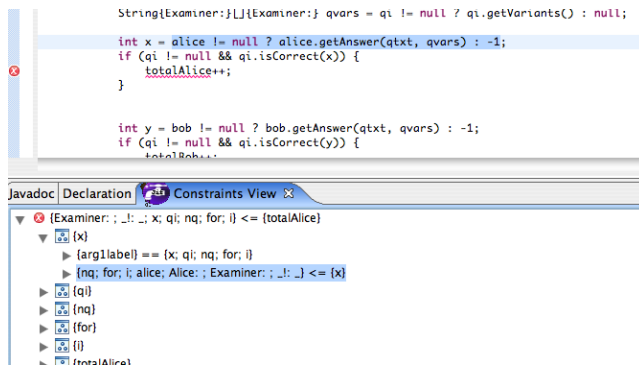 String{Examiner:}[]{Examiner:} qvars = qi != null ? qi.getVariants() : null;
int x = alice != null ? alice.getAnswer(qtxt, qvars) : -1;
if (qi != null && qi.isCorrect(x)) {
totalAlice++;
}
int y = bob != null ? bob.getAnswer(qtxt, qvars) : -1;
if (qi != null && qi.isCorrect(y)) {
totalBob++;
Javadoc Declaration Constraints View
{Examiner: ; _!: _; x; qi; nq; for; i} <= {totalAlice}
{x}
{arg1label} == {x; qi; nq; for; i}
{nq; for; i; alice; Alice: ; Examiner: ; _!: _} <= {x}
{qi}
{nq}
{for}
{i}
{totalAlice}